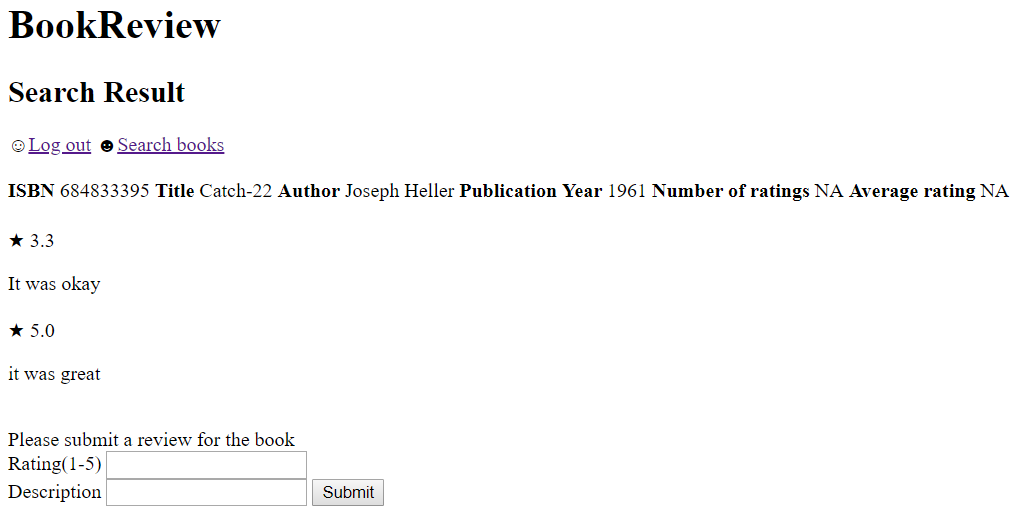 BookReview
Search Result
☺Log out ☻Search books
ISBN 684833395 Title Catch-22 Author Joseph Heller Publication Year 1961 Number of ratings NA Average rating NA
★ 3.3
It was okay
★ 5.0
it was great
Please submit a review for the book
Rating(1-5)
Description Submit